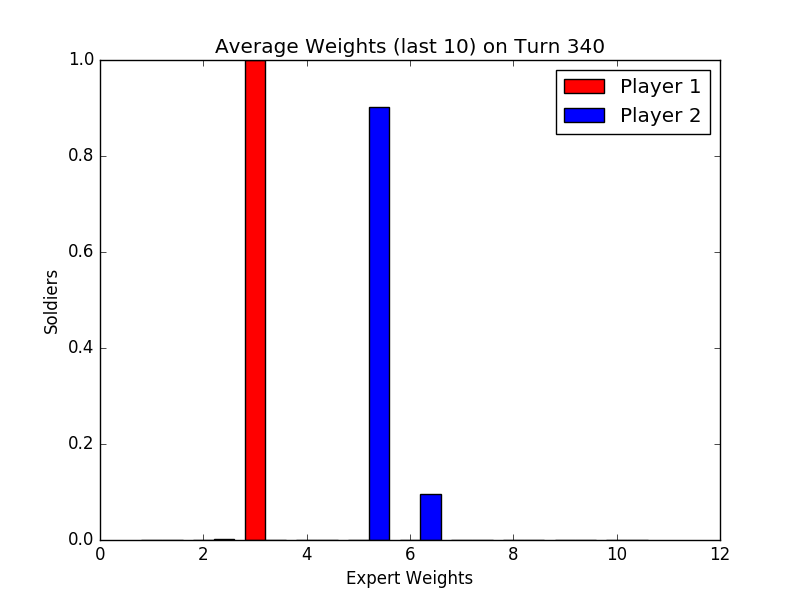 Average Weights (last 10) on Turn 340
Player 1
Player 2
1.0
0.8
0.6
0.4
0.2
0.0
Soldiers
0 2 4 6 8 10 12
Expert Weights